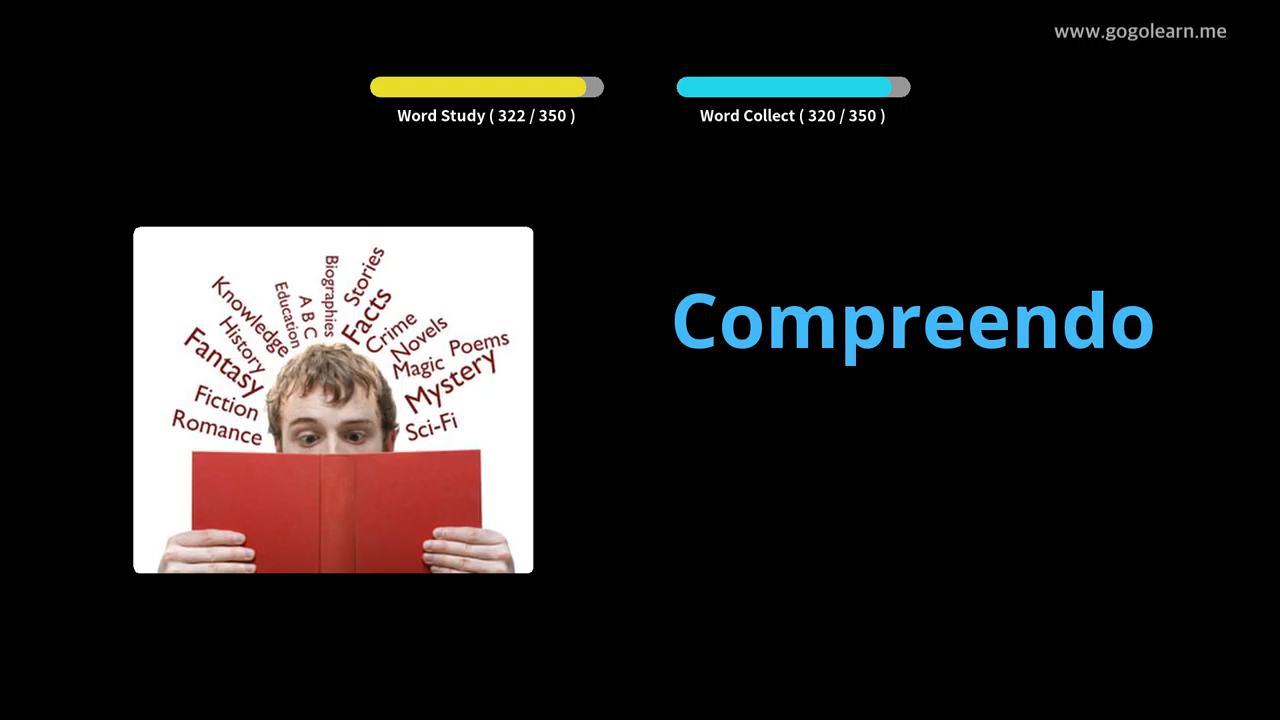 www.gogolearn.me
Word Study ( 322 / 350 )
Word Collect ( 320 / 350 )
Compreendo
Knowledge
Education
A B C
Biographies
Stories
Facts
Crime
Novels
Poems
History
Fantasy
Magic
Mystery
Fiction
Sci-Fi
Romance